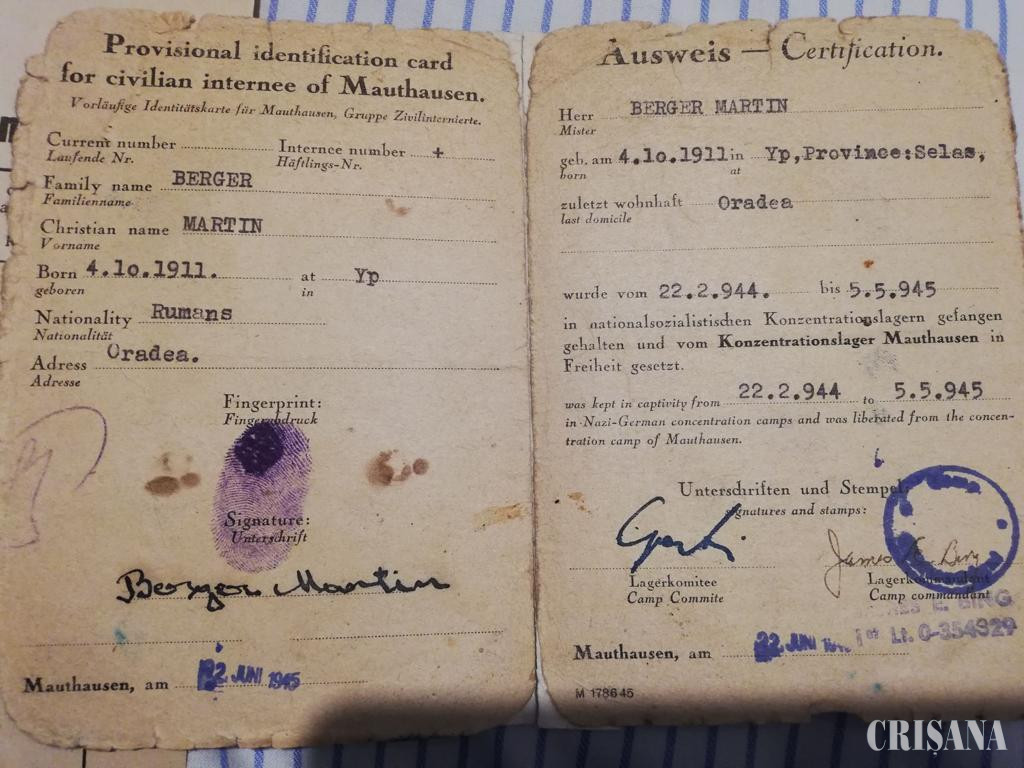 Provisional identification card
for civilian internee of Mauthausen.
Vorläufige Identitätskarte für Mauthausen, Gruppe Zivilinternierte.
Current number
Laufende Nr.
Internee number +
Häftlings-Nr.
Family name BERGER
Familienname
Christian name MARTIN
Vorname
Born 4.1o.1911. at Yp
geboren in
Nationality Rumans
Nationalität
Adress Oradea.
Adresse
Fingerprint:
Fingerabdruck
Signature:
Unterschrift
Berger Martin
Mauthausen, am 22 JUNI 1945
Ausweis — Certification.
Herr BERGER MARTIN
Mister
geb. am 4.1o.1911 in Yp,Province:Selas,
born at
zuletzt wohnhaft Oradea
last domicile
wurde vom 22.2.944. bis 5.5.945
in nationalsozialistischen Konzentrationslagern gefangen
gehalten und vom Konzentrationslager Mauthausen in
Freiheit gesetzt.
was kept in captivity from 22.2.944 to 5.5.945
in Nazi-German concentration camps and was liberated from the concen-
tration camp of Mauthausen.
Unterschriften und Stempel:
signatures and stamps:
James E. Bing
Lagerkomitee
Camp Commite
Lagerkommandant
Camp commandant
JAMES E. BING
1st Lt. 0-354929
Mauthausen, am 22 JUNI
M 178645
CRIȘANA